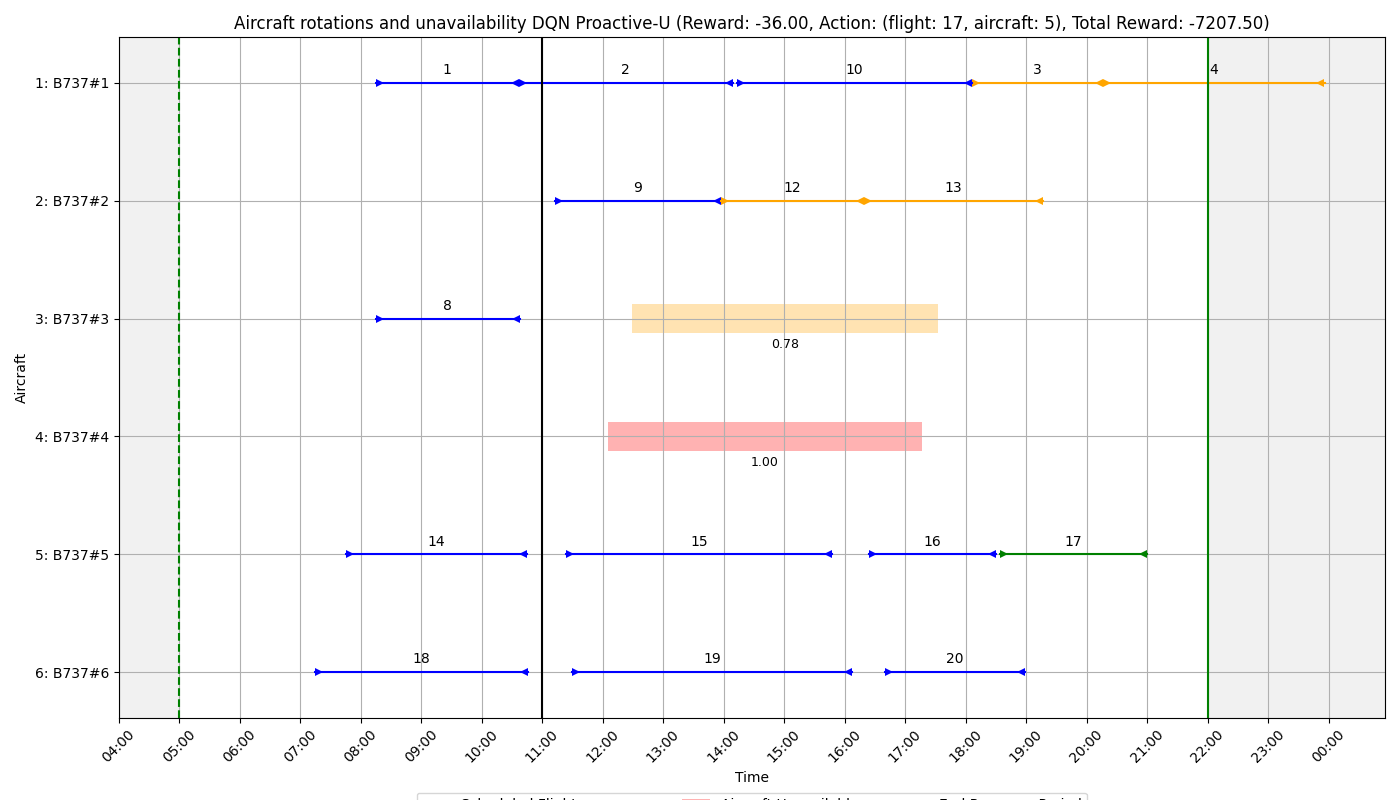 Aircraft rotations and unavailability DQN Proactive-U (Reward: -36.00, Action: (flight: 17, aircraft: 5), Total Reward: -7207.50)
1: B737#1
1 2 10 3 4
2: B737#2
9 12 13
3: B737#3
8
0.78
4: B737#4
1.00
5: B737#5
14 15 16 17
6: B737#6
18 19 20
Aircraft
04:00 05:00 06:00 07:00 08:00 09:00 10:00 11:00 12:00 13:00 14:00 15:00 16:00 17:00 18:00 19:00 20:00 21:00 22:00 23:00 00:00
Time